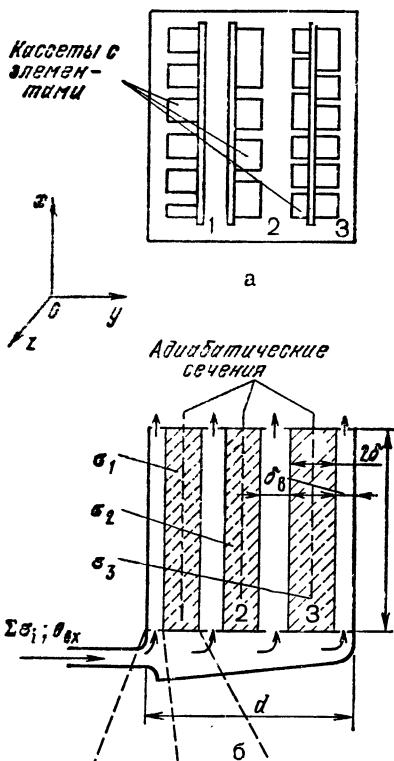 Кассеты с
элемен-
тами
1 2 3
а
x
0 y
z
Адиабатические
сечения
σ1
σ2
σ3
δв
2δ
1 2 3
Σσi; θвх
d
б